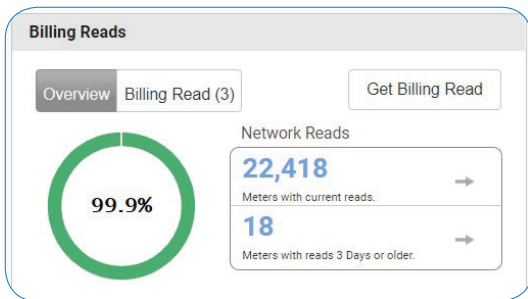 Billing Reads
Overview
Billing Read (3)
Get Billing Read
99.9%
Network Reads
22,418
Meters with current reads.
18
Meters with reads 3 Days or older.